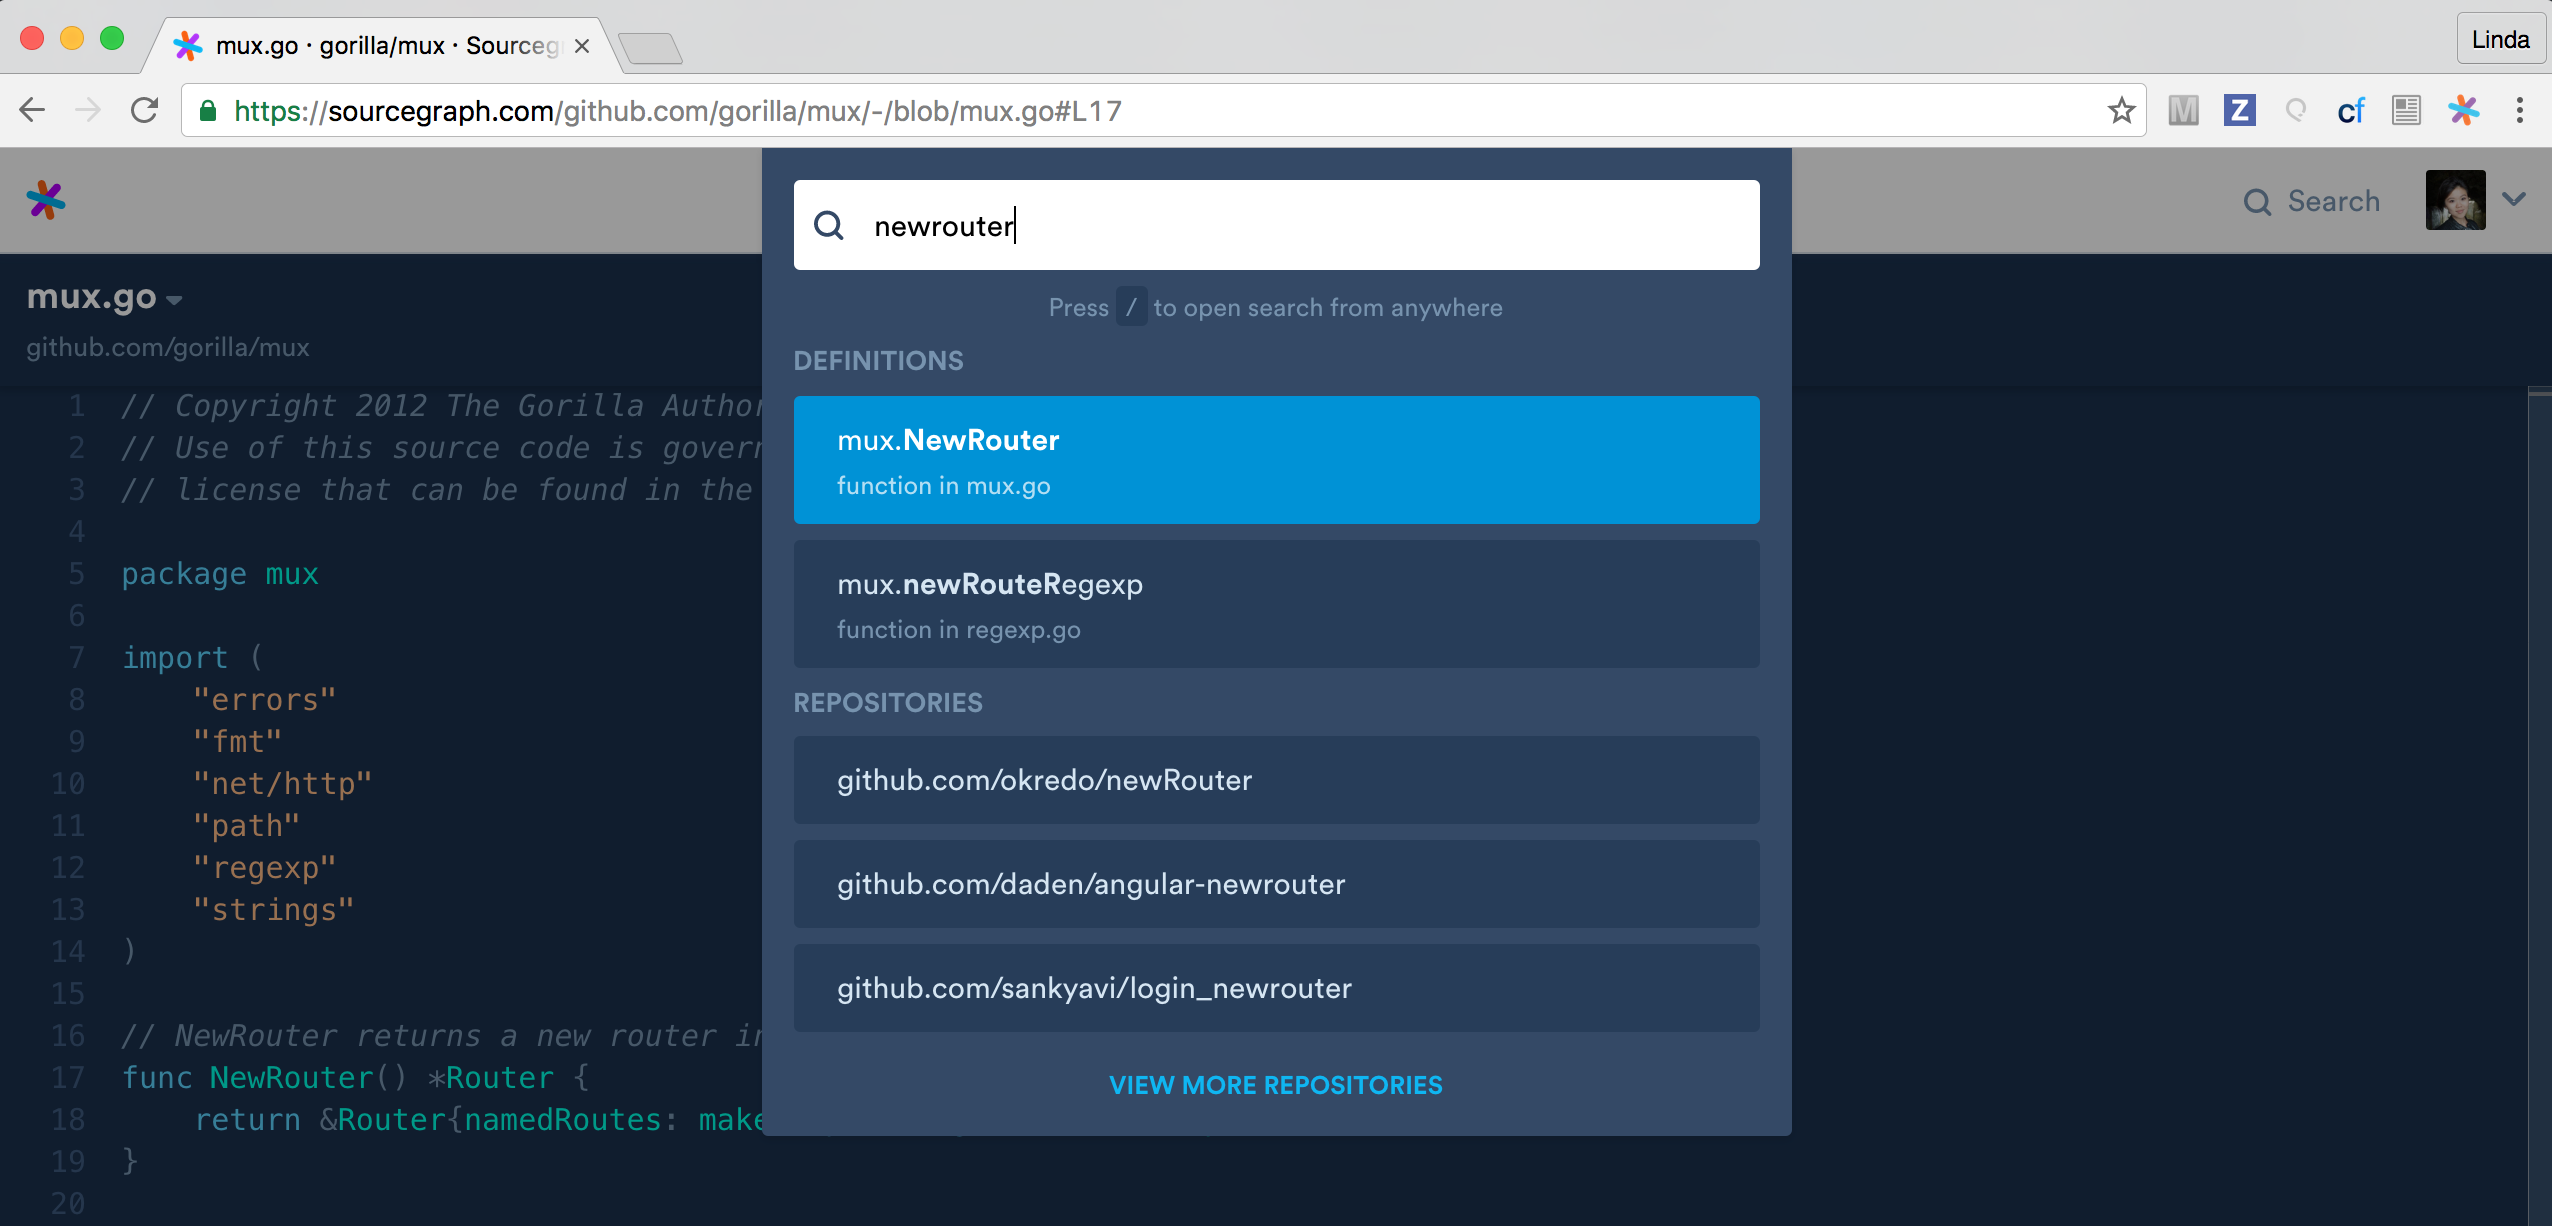 mux.go · gorilla/mux · Sourceg
Linda
https://sourcegraph.com/github.com/gorilla/mux/-/blob/mux.go#L17
M Z cf
newrouter
Search
Press / to open search from anywhere
mux.go
github.com/gorilla/mux
DEFINITIONS
mux.NewRouter
function in mux.go
mux.newRouteRegexp
function in regexp.go
REPOSITORIES
github.com/okredo/newRouter
github.com/daden/angular-newrouter
github.com/sankyavi/login_newrouter
VIEW MORE REPOSITORIES
1 // Copyright 2012 The Gorilla Author
2 // Use of this source code is govern
3 // license that can be found in the
4
5 package mux
6
7 import (
8 "errors"
9 "fmt"
10 "net/http"
11 "path"
12 "regexp"
13 "strings"
14 )
15
16 // NewRouter returns a new router in
17 func NewRouter() *Router {
18 return &Router{namedRoutes: make
19 }
20